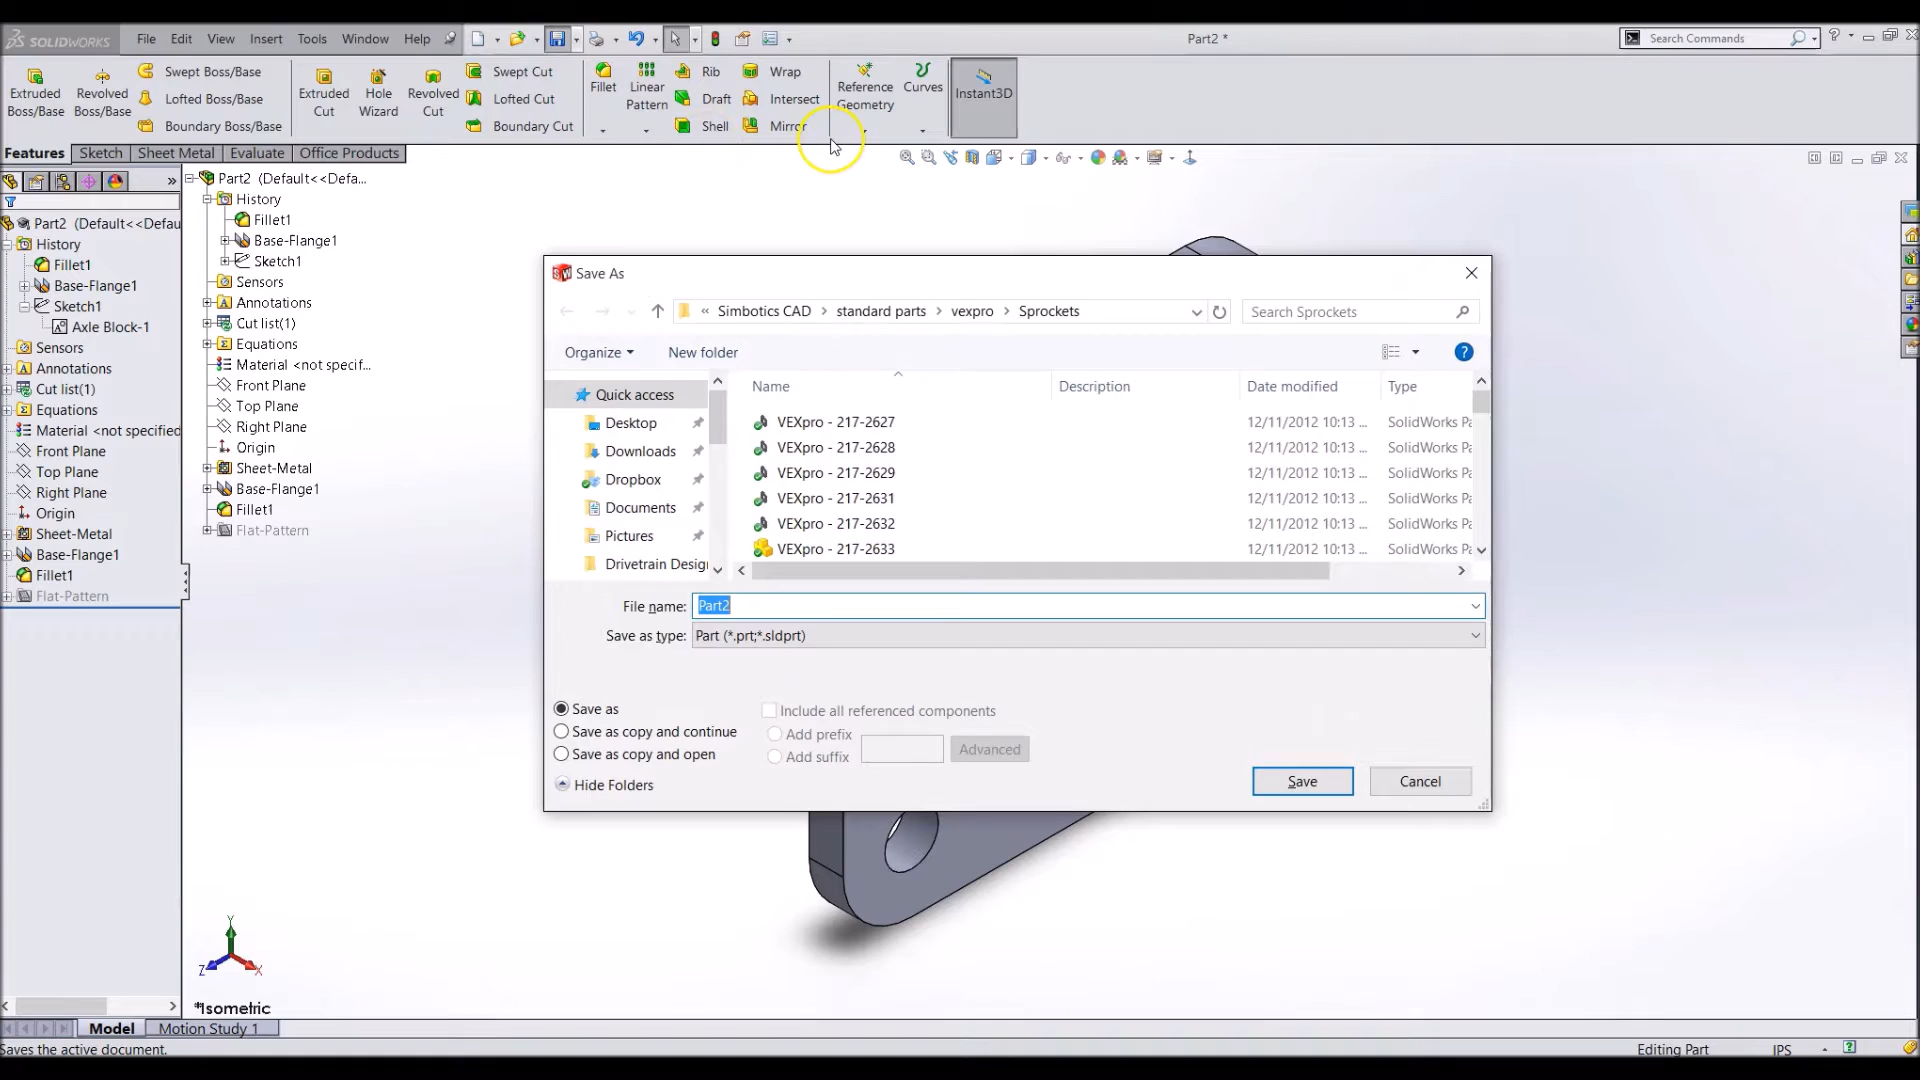 SOLIDWORKS File Edit View Insert Tools Window Help Part2 * Search Commands
Extruded Boss/Base
Revolved Boss/Base
Swept Boss/Base
Lofted Boss/Base
Boundary Boss/Base
Extruded Cut
Hole Wizard
Revolved Cut
Swept Cut
Lofted Cut
Boundary Cut
Fillet
Linear Pattern
Rib
Draft
Shell
Wrap
Intersect
Mirror
Reference Geometry
Curves
Instant3D
Features Sketch Sheet Metal Evaluate Office Products
Part2 (Default<<Defau
History
Fillet1
Base-Flange1
Sketch1
Axle Block-1
Sensors
Annotations
Cut list(1)
Equations
Material <not specified
Front Plane
Top Plane
Right Plane
Origin
Sheet-Metal
Base-Flange1
Fillet1
Flat-Pattern
Part2 (Default<<Defa...
History
Fillet1
Base-Flange1
Sketch1
Sensors
Annotations
Cut list(1)
Equations
Material <not specif...
Front Plane
Top Plane
Right Plane
Origin
Sheet-Metal
Base-Flange1
Fillet1
Flat-Pattern
Save As
« Simbotics CAD › standard parts › vexpro › Sprockets Search Sprockets
Organize New folder
Quick access
Desktop
Downloads
Dropbox
Documents
Pictures
Drivetrain Desig
Name Description Date modified Type
VEXpro - 217-2627 12/11/2012 10:13 ... SolidWorks Pa
VEXpro - 217-2628 12/11/2012 10:13 ... SolidWorks Pa
VEXpro - 217-2629 12/11/2012 10:13 ... SolidWorks Pa
VEXpro - 217-2631 12/11/2012 10:13 ... SolidWorks Pa
VEXpro - 217-2632 12/11/2012 10:13 ... SolidWorks Pa
VEXpro - 217-2633 12/11/2012 10:13 ... SolidWorks Pa
File name: Part2
Save as type: Part (*.prt;*.sldprt)
Save as
Save as copy and continue
Save as copy and open
Include all referenced components
Add prefix
Add suffix
Advanced
Hide Folders
Save Cancel
Y
Z X
*Isometric
Model Motion Study 1
Saves the active document. Editing Part IPS